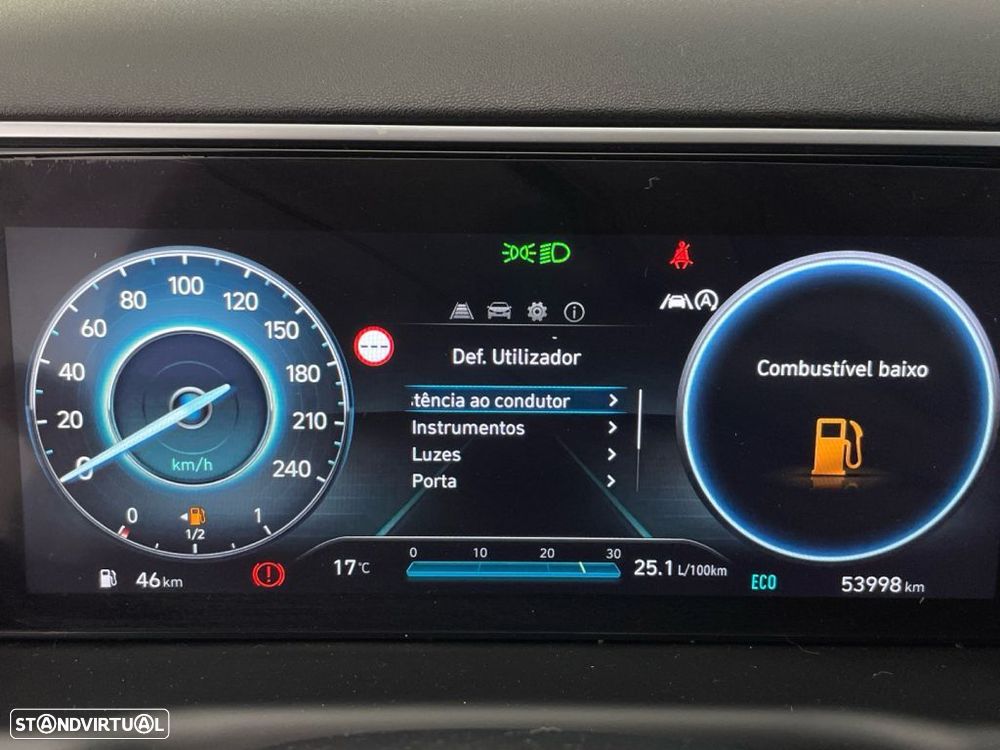 100
80 120
60 150
40 180
20 210
0 240
km/h
0 1
1/2
46 km
17 °C
A
Def. Utilizador
tência ao condutor >
Instrumentos >
Luzes >
Porta >
0 10 20 30
25.1 L/100km
Combustível baixo
ECO
53998 km
STANDVIRTUAL